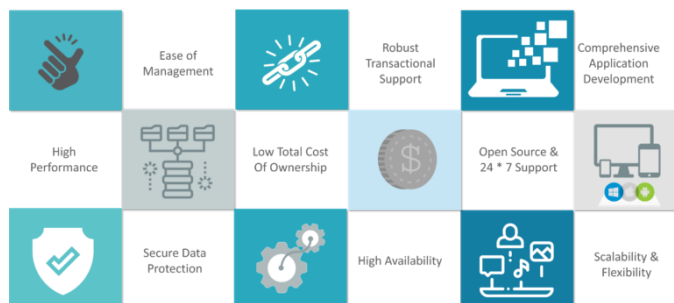 Ease of
Management
Robust
Transactional
Support
Comprehensive
Application
Development
High
Performance
Low Total Cost
Of Ownership
$
Open Source &
24 * 7 Support
Secure Data
Protection
High Availability
Scalability &
Flexibility